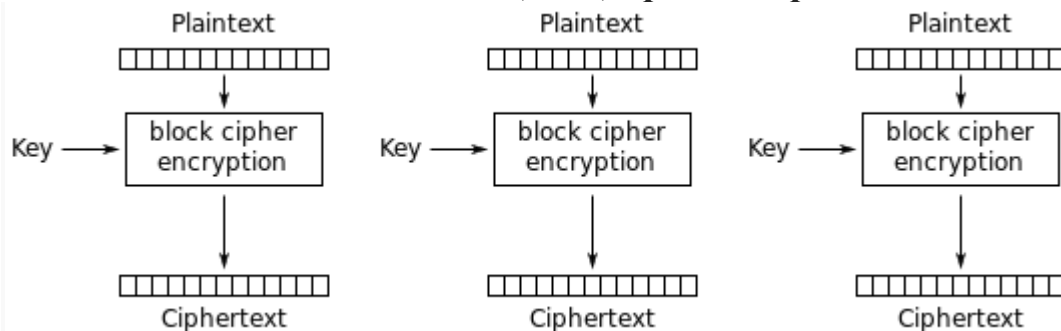 Plaintext Plaintext Plaintext
Key block cipher encryption Key block cipher encryption Key block cipher encryption
Ciphertext Ciphertext Ciphertext